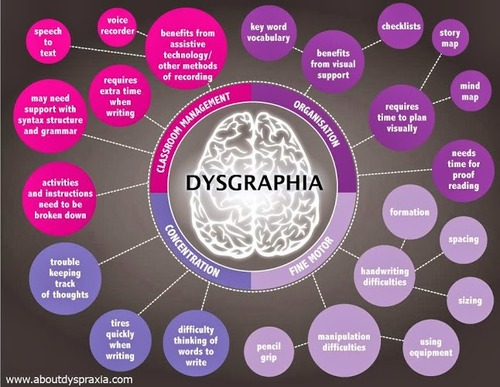 speech
to
text
voice
recorder
benefits from
assistive
technology/
other methods
of recording
requires
extra time
when
writing
may need
support with
syntax structure
and grammar
activities
and instructions
need to be
broken down
CLASSROOM MANAGEMENT
key word
vocabulary
benefits
from visual
support
checklists
story
map
mind
map
requires
time to plan
visually
needs
time for
proof
reading
ORGANISATION
DYSGRAPHIA
CONCENTRATION
trouble
keeping
track
of thoughts
tires
quickly when
writing
difficulty
thinking of
words to
write
FINE MOTOR
formation
spacing
handwriting
difficulties
sizing
manipulation
difficulties
pencil
grip
using
equipment
www.aboutdyspraxia.com